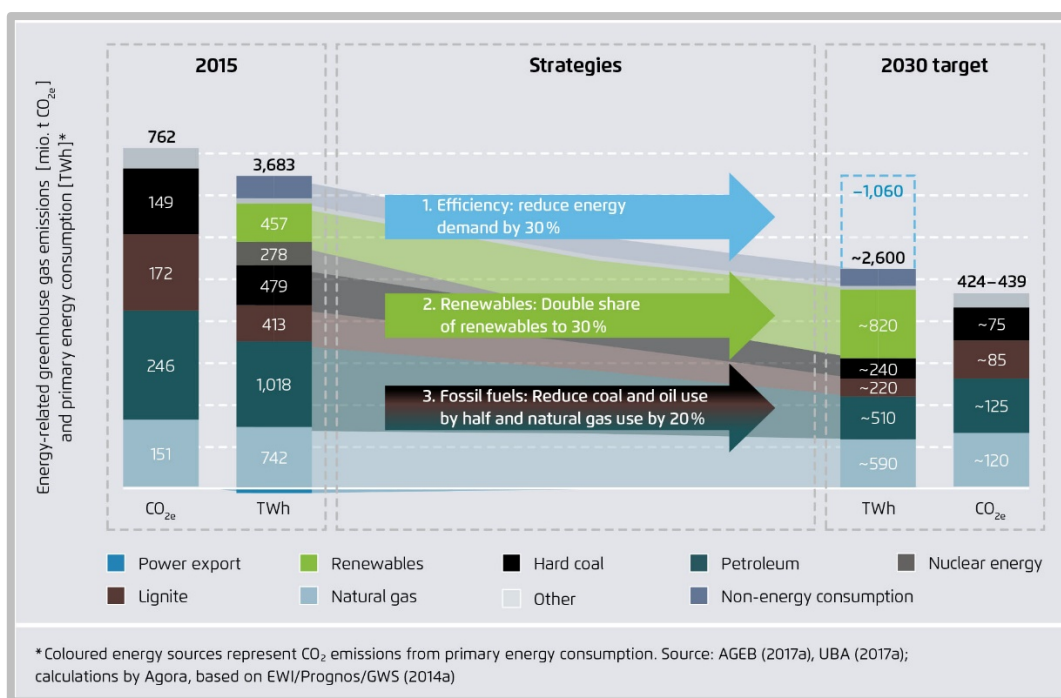 Energy-related greenhouse gas emissions [mio. t CO2e]
and primary energy consumption [TWh]*
2015
762
149
172
246
151
CO2e
3,683
457
278
479
413
1,018
742
TWh
Strategies
1. Efficiency: reduce energy
demand by 30 %
2. Renewables: Double share
of renewables to 30 %
3. Fossil fuels: Reduce coal and oil use
by half and natural gas use by 20 %
2030 target
−1,060
~2,600
~820
~240
~220
~510
~590
TWh
424–439
~75
~85
~125
~120
CO2e
Power export
Renewables
Hard coal
Petroleum
Nuclear energy
Lignite
Natural gas
Other
Non-energy consumption
*Coloured energy sources represent CO2 emissions from primary energy consumption. Source: AGEB (2017a), UBA (2017a);
calculations by Agora, based on EWI/Prognos/GWS (2014a)